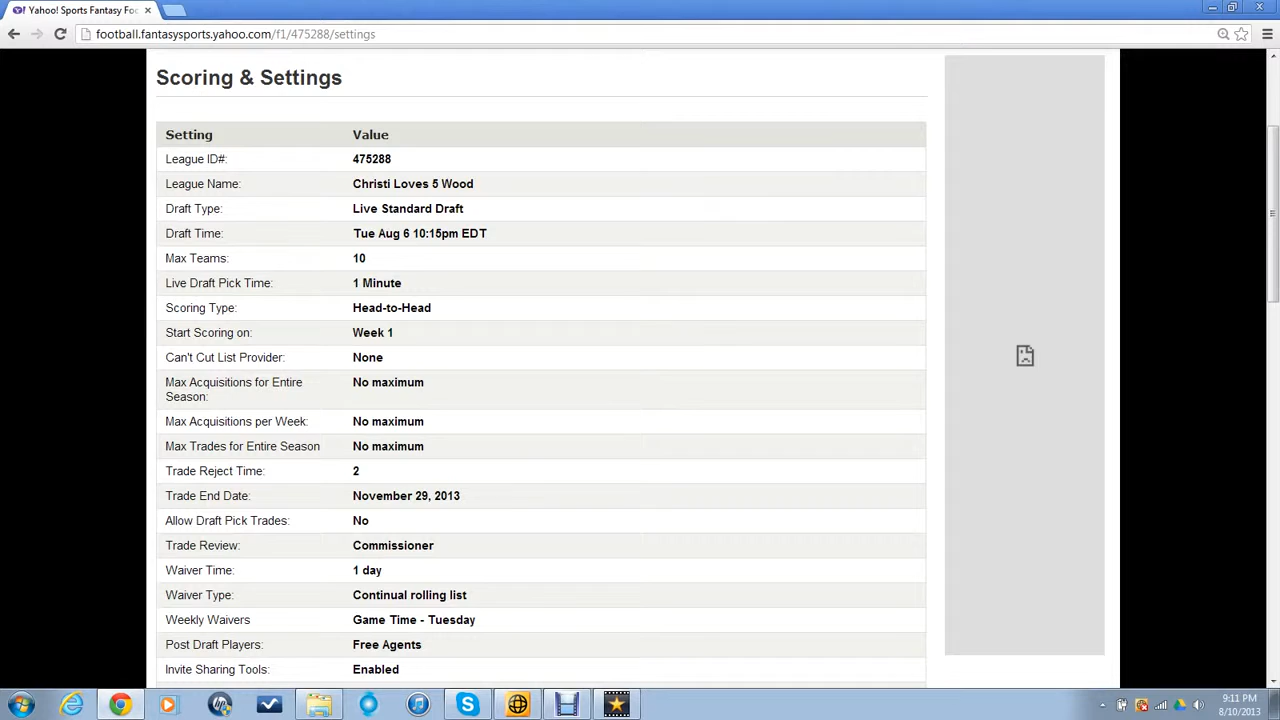 Yahoo! Sports Fantasy Foo
football.fantasysports.yahoo.com/f1/475288/settings
Scoring & Settings
Setting Value
League ID#: 475288
League Name: Christi Loves 5 Wood
Draft Type: Live Standard Draft
Draft Time: Tue Aug 6 10:15pm EDT
Max Teams: 10
Live Draft Pick Time: 1 Minute
Scoring Type: Head-to-Head
Start Scoring on: Week 1
Can't Cut List Provider: None
Max Acquisitions for Entire No maximum
Season:
Max Acquisitions per Week: No maximum
Max Trades for Entire Season No maximum
Trade Reject Time: 2
Trade End Date: November 29, 2013
Allow Draft Pick Trades: No
Trade Review: Commissioner
Waiver Time: 1 day
Waiver Type: Continual rolling list
Weekly Waivers Game Time - Tuesday
Post Draft Players: Free Agents
Invite Sharing Tools: Enabled
9:11 PM
8/10/2013